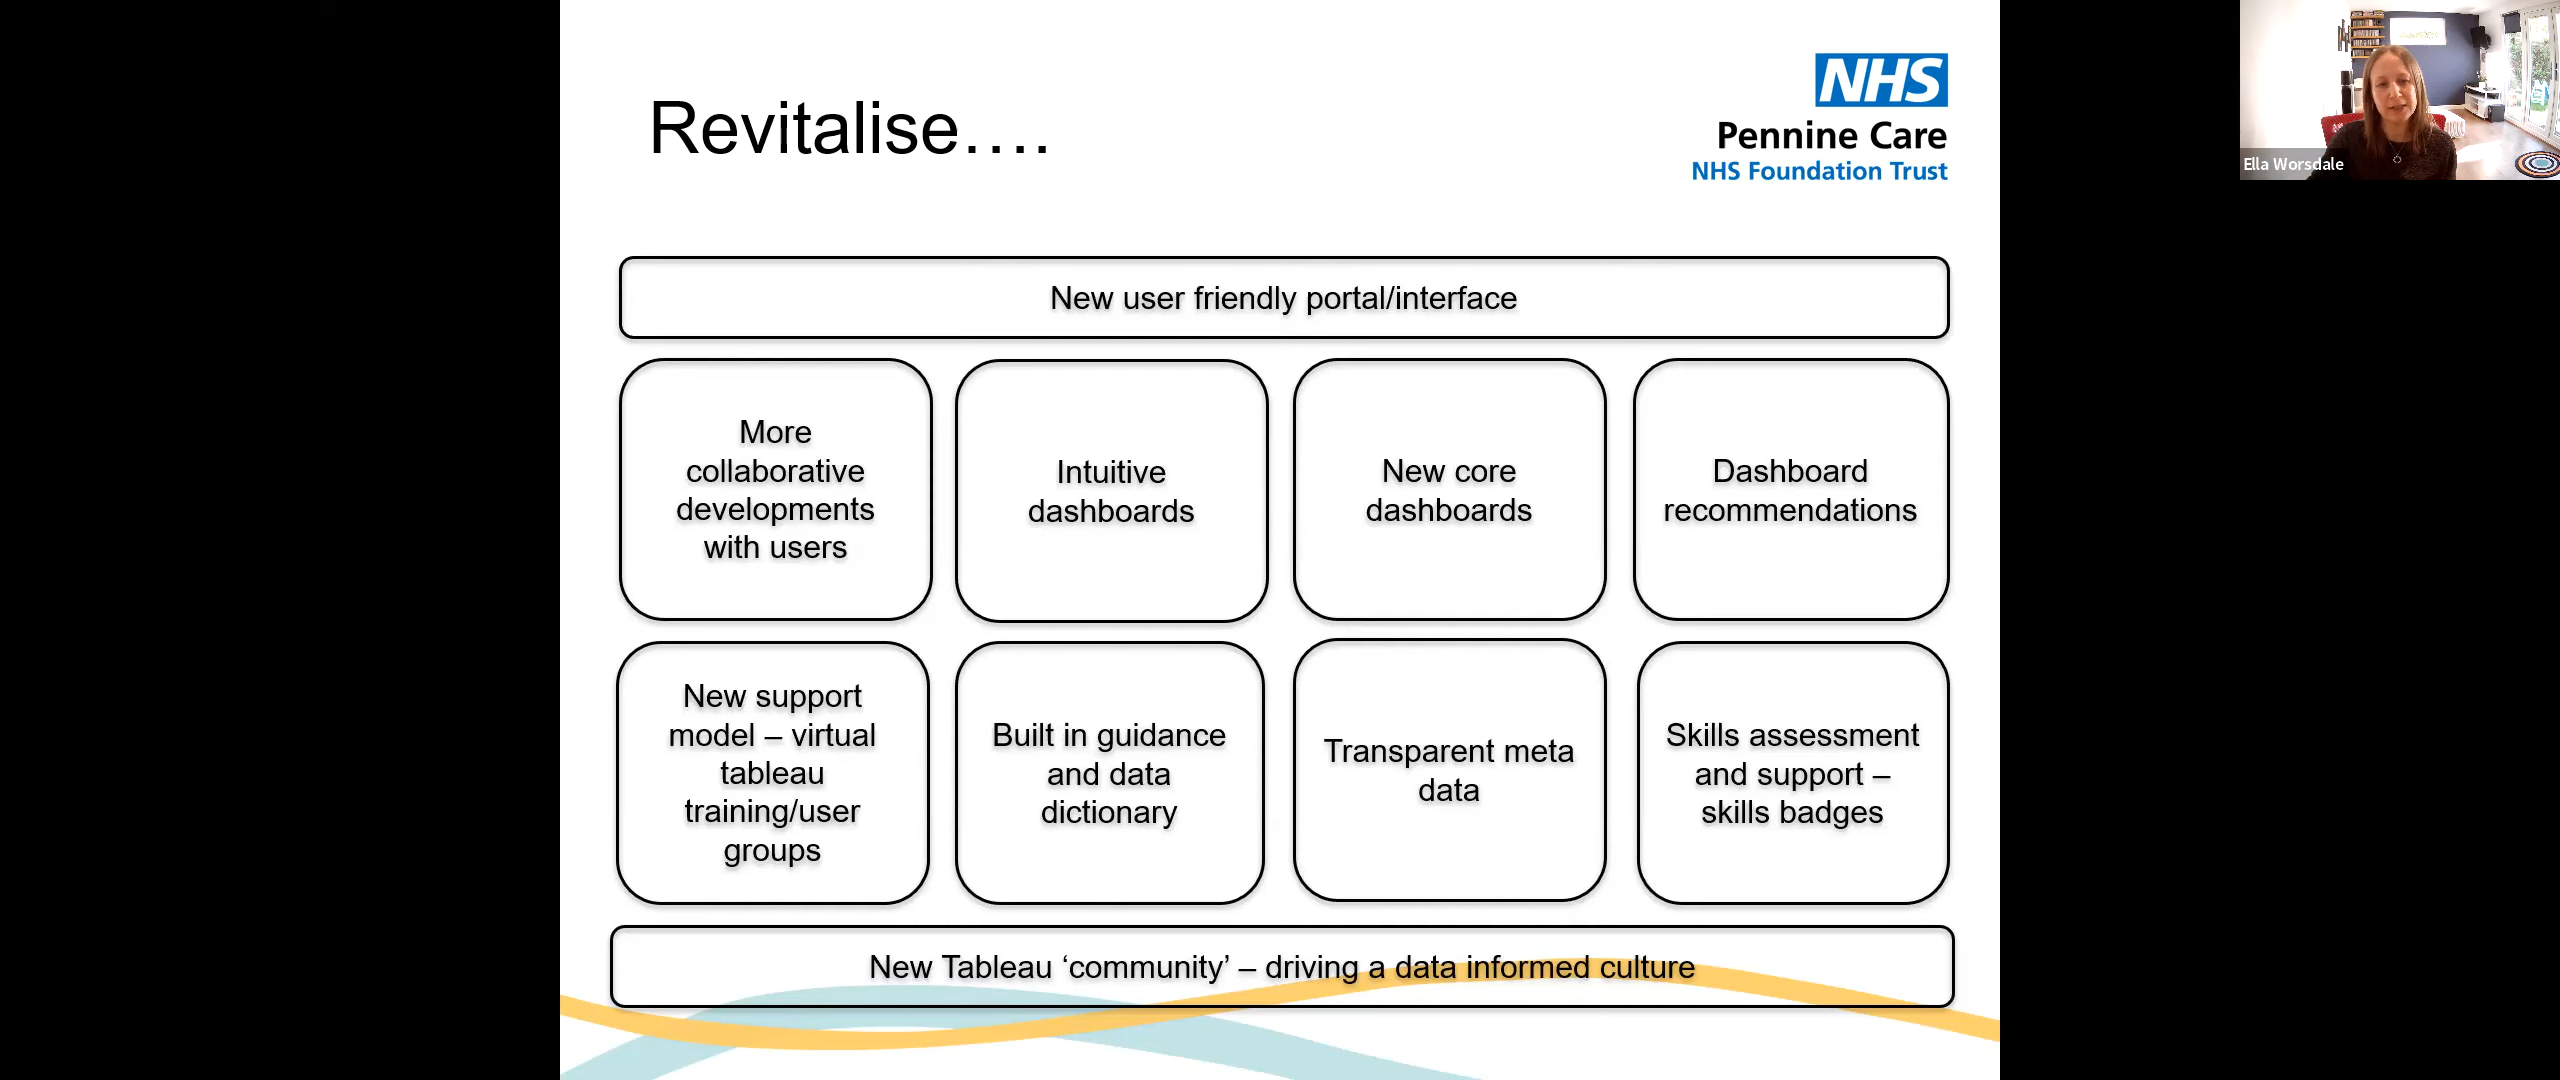 Revitalise....
NHS
Pennine Care
NHS Foundation Trust
Ella Worsdale
New user friendly portal/interface
More
collaborative
developments
with users
Intuitive
dashboards
New core
dashboards
Dashboard
recommendations
New support
model – virtual
tableau
training/user
groups
Built in guidance
and data
dictionary
Transparent meta
data
Skills assessment
and support –
skills badges
New Tableau ‘community’ – driving a data informed culture